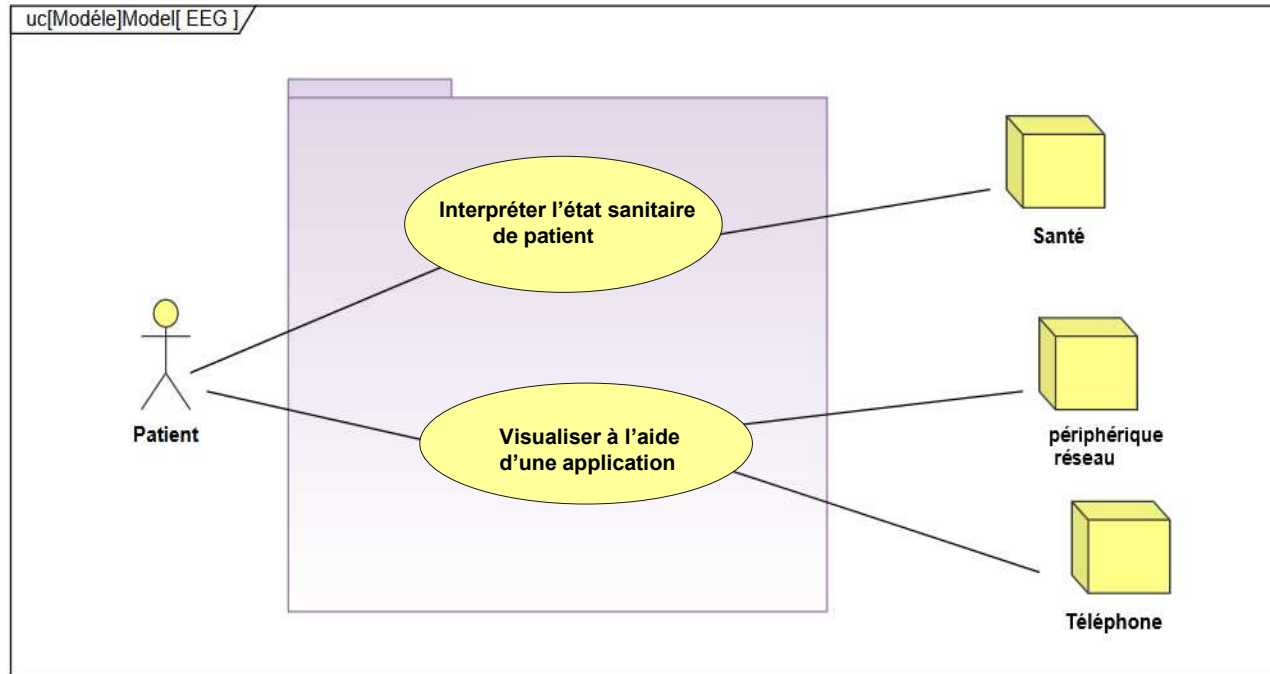 uc[Modéle]Model[ EEG ]
Interpréter l’état sanitaire
de patient
Santé
Patient
Visualiser à l’aide
d’une application
périphérique
réseau
Téléphone